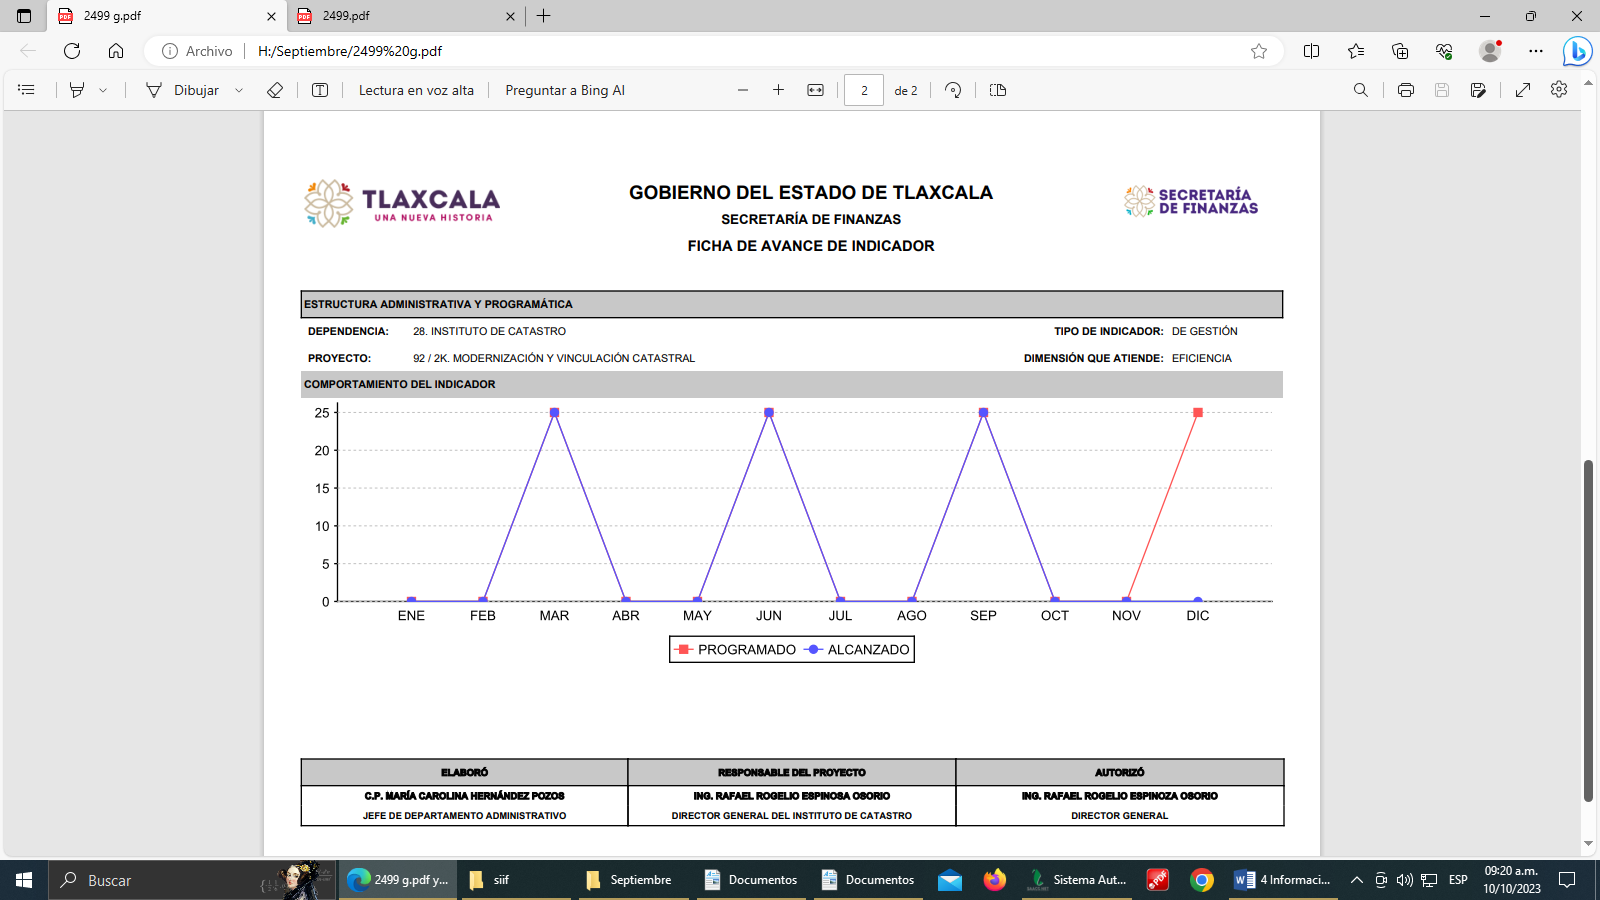 2499 g.pdf
2499.pdf
Archivo
H:/Septiembre/2499%20g.pdf
Dibujar
Lectura en voz alta
Preguntar a Bing AI
2
de 2
TLAXCALA
UNA NUEVA HISTORIA
GOBIERNO DEL ESTADO DE TLAXCALA
SECRETARÍA DE FINANZAS
FICHA DE AVANCE DE INDICADOR
SECRETARÍA
DE FINANZAS
ESTRUCTURA ADMINISTRATIVA Y PROGRAMÁTICA
DEPENDENCIA: 28. INSTITUTO DE CATASTRO
TIPO DE INDICADOR: DE GESTIÓN
PROYECTO: 92 / 2K. MODERNIZACIÓN Y VINCULACIÓN CATASTRAL
DIMENSIÓN QUE ATIENDE: EFICIENCIA
COMPORTAMIENTO DEL INDICADOR
25
20
15
10
5
0
ENE FEB MAR ABR MAY JUN JUL AGO SEP OCT NOV DIC
PROGRAMADO ALCANZADO
ELABORÓ
C.P. MARÍA CAROLINA HERNÁNDEZ POZOS
JEFE DE DEPARTAMENTO ADMINISTRATIVO
RESPONSABLE DEL PROYECTO
ING. RAFAEL ROGELIO ESPINOSA OSORIO
DIRECTOR GENERAL DEL INSTITUTO DE CATASTRO
AUTORIZÓ
ING. RAFAEL ROGELIO ESPINOZA OSORIO
DIRECTOR GENERAL
Buscar
2499 g.pdf y...
siif
Septiembre
Documentos
Documentos
Sistema Aut...
4 Informaci...
ESP
09:20 a.m.
10/10/2023